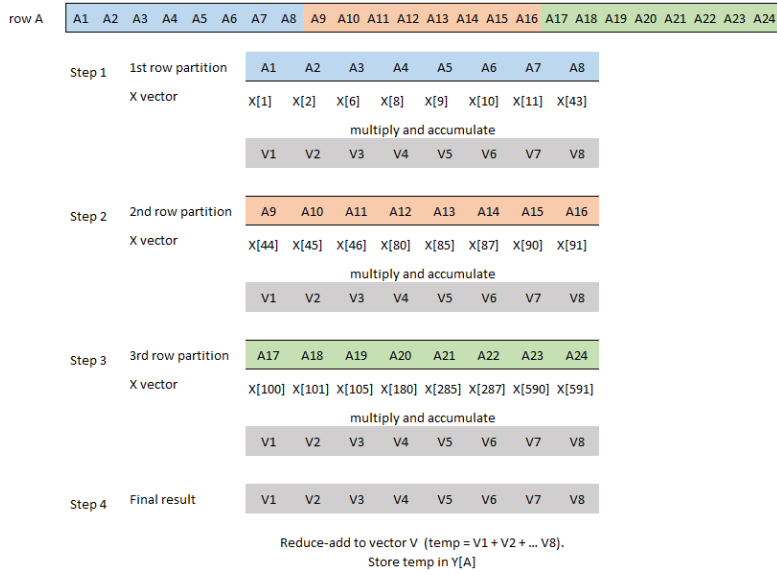 row A A1 A2 A3 A4 A5 A6 A7 A8 A9 A10 A11 A12 A13 A14 A15 A16 A17 A18 A19 A20 A21 A22 A23 A24
Step 1 1st row partition A1 A2 A3 A4 A5 A6 A7 A8
X vector X[1] X[2] X[6] X[8] X[9] X[10] X[11] X[43]
multiply and accumulate
V1 V2 V3 V4 V5 V6 V7 V8
Step 2 2nd row partition A9 A10 A11 A12 A13 A14 A15 A16
X vector X[44] X[45] X[46] X[80] X[85] X[87] X[90] X[91]
multiply and accumulate
V1 V2 V3 V4 V5 V6 V7 V8
Step 3 3rd row partition A17 A18 A19 A20 A21 A22 A23 A24
X vector X[100] X[101] X[105] X[180] X[285] X[287] X[590] X[591]
multiply and accumulate
V1 V2 V3 V4 V5 V6 V7 V8
Step 4 Final result V1 V2 V3 V4 V5 V6 V7 V8
Reduce-add to vector V (temp = V1 + V2 + ... V8).
Store temp in Y[A]